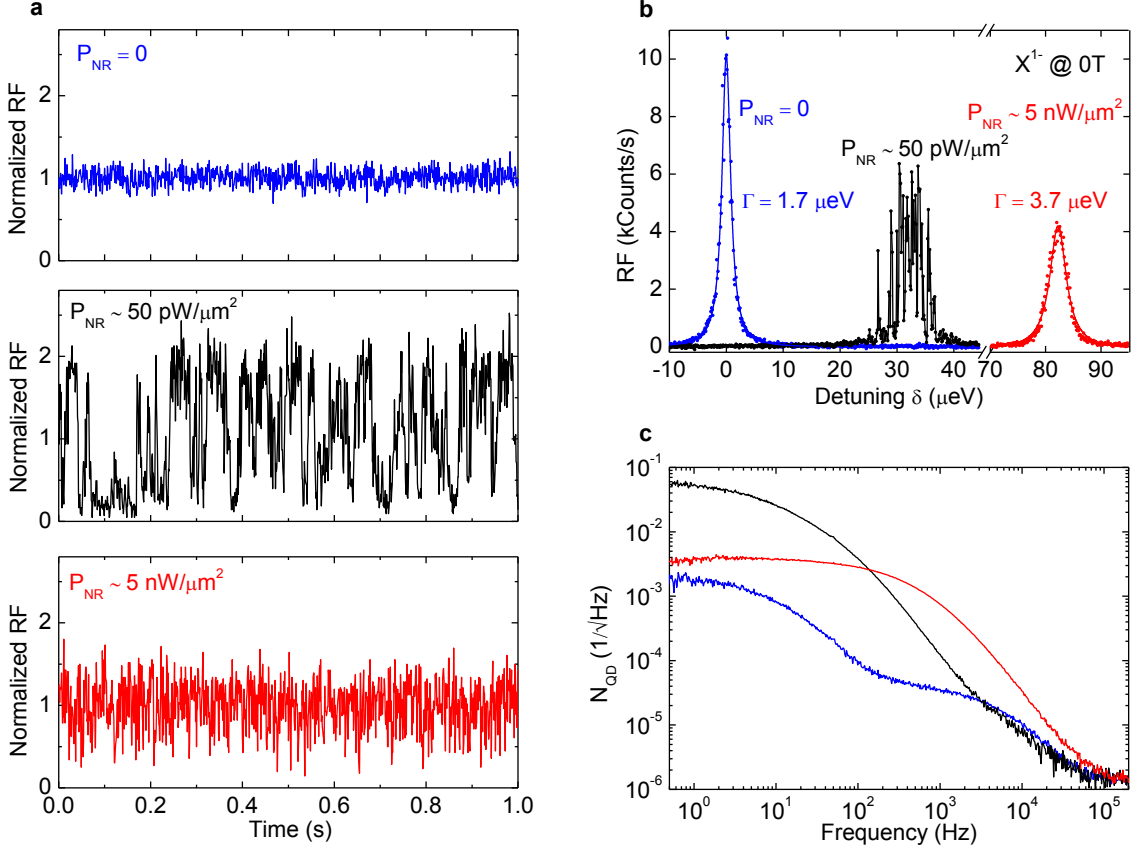 a
P_NR = 0
2
1
0
Normalized RF
P_NR ~ 50 pW/μm²
2
1
0
Normalized RF
P_NR ~ 5 nW/μm²
2
1
0
Normalized RF
0.0 0.2 0.4 0.6 0.8 1.0
Time (s)
b
X¹⁻ @ 0T
P_NR = 0
P_NR ~ 5 nW/μm²
P_NR ~ 50 pW/μm²
Γ = 1.7 μeV
Γ = 3.7 μeV
10
8
6
4
2
0
RF (kCounts/s)
-10 0 10 20 30 40 70 80 90
Detuning δ (μeV)
c
10⁻¹
10⁻²
10⁻³
10⁻⁴
10⁻⁵
10⁻⁶
N_QD (1/√Hz)
10⁰ 10¹ 10² 10³ 10⁴ 10⁵
Frequency (Hz)